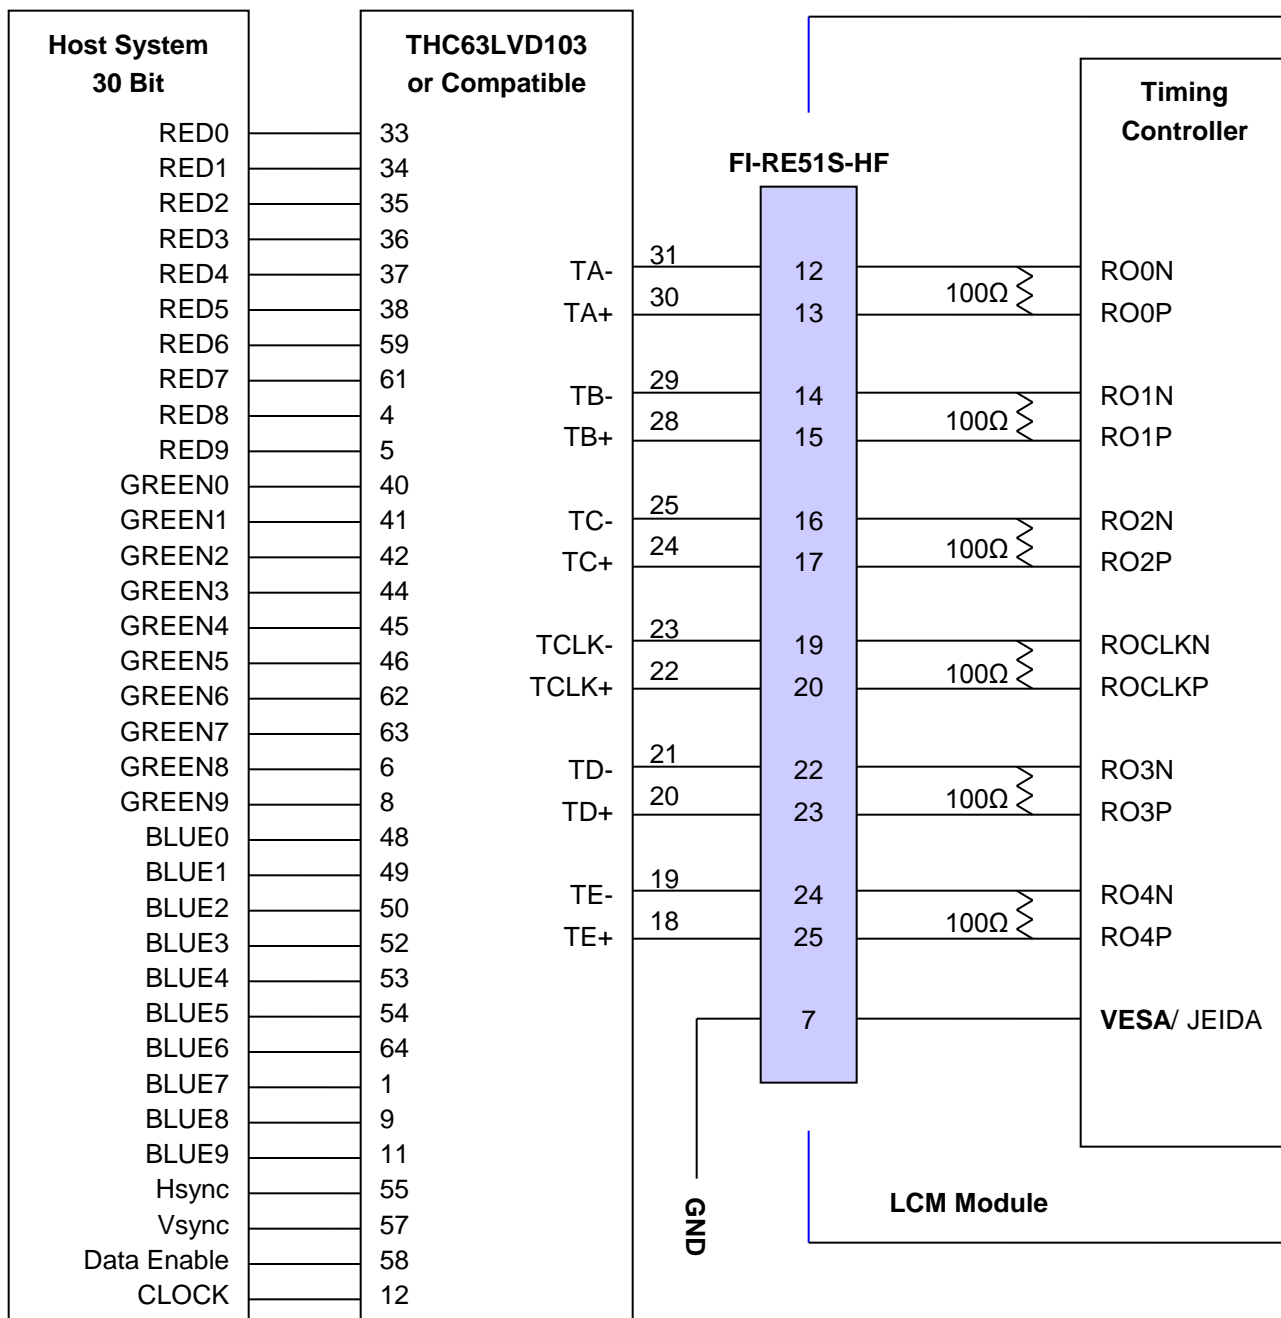 Host System
30 Bit
RED0 33
RED1 34
RED2 35
RED3 36
RED4 37
RED5 38
RED6 59
RED7 61
RED8 4
RED9 5
GREEN0 40
GREEN1 41
GREEN2 42
GREEN3 44
GREEN4 45
GREEN5 46
GREEN6 62
GREEN7 63
GREEN8 6
GREEN9 8
BLUE0 48
BLUE1 49
BLUE2 50
BLUE3 52
BLUE4 53
BLUE5 54
BLUE6 64
BLUE7 1
BLUE8 9
BLUE9 11
Hsync 55
Vsync 57
Data Enable 58
CLOCK 12
THC63LVD103
or Compatible
FI-RE51S-HF
Timing
Controller
TA- 31 12 RO0N
100Ω
TA+ 30 13 RO0P
TB- 29 14 RO1N
100Ω
TB+ 28 15 RO1P
TC- 25 16 RO2N
100Ω
TC+ 24 17 RO2P
TCLK- 23 19 ROCLKN
100Ω
TCLK+ 22 20 ROCLKP
TD- 21 22 RO3N
100Ω
TD+ 20 23 RO3P
TE- 19 24 RO4N
100Ω
TE+ 18 25 RO4P
7 VESA/ JEIDA
GND
LCM Module